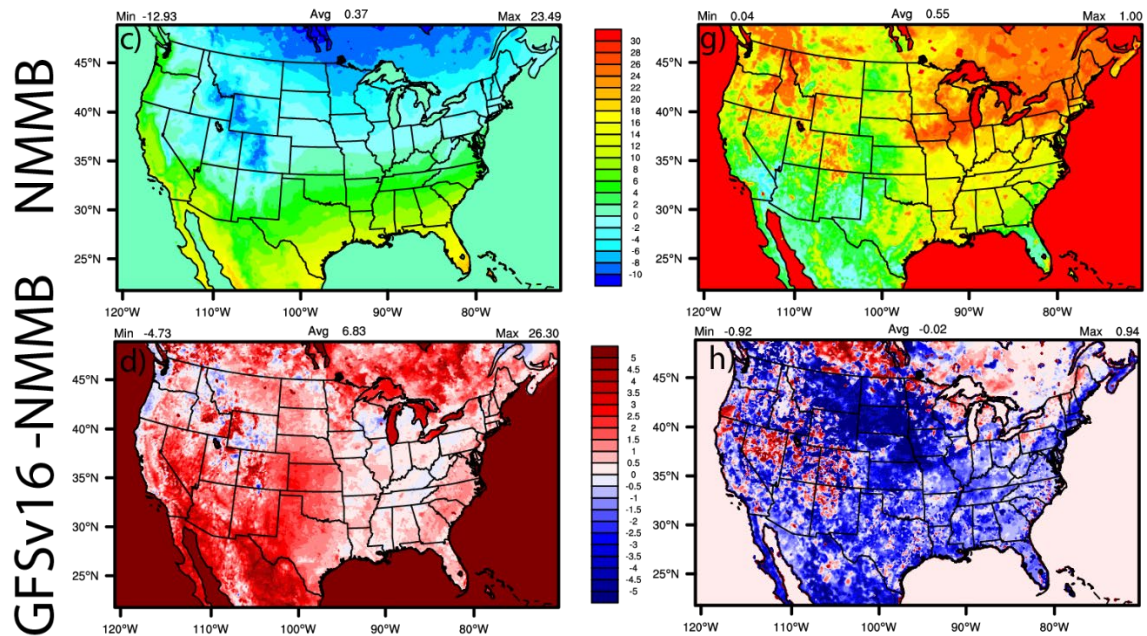 NMMB
GFSv16 -NMMB
Min -12.93 Avg 0.37 Max 23.49
c)
45°N
40°N
35°N
30°N
25°N
120°W 110°W 100°W 90°W 80°W
32
30
28
26
24
22
20
18
16
14
12
10
8
6
4
2
0
-2
-4
-6
-8
-10
Min 0.04 Avg 0.55 Max 1.00
g)
45°N
40°N
35°N
30°N
25°N
120°W 110°W 100°W 90°W 80°W
Min -4.73 Avg 6.83 Max 26.30
d)
45°N
40°N
35°N
30°N
25°N
120°W 110°W 100°W 90°W 80°W
5
4.5
4
3.5
3
2.5
2
1.5
1
0.5
0
-0.5
-1
-1.5
-2
-2.5
-3
-3.5
-4
-4.5
-5
Min -0.92 Avg -0.02 Max 0.94
h)
45°N
40°N
35°N
30°N
25°N
120°W 110°W 100°W 90°W 80°W